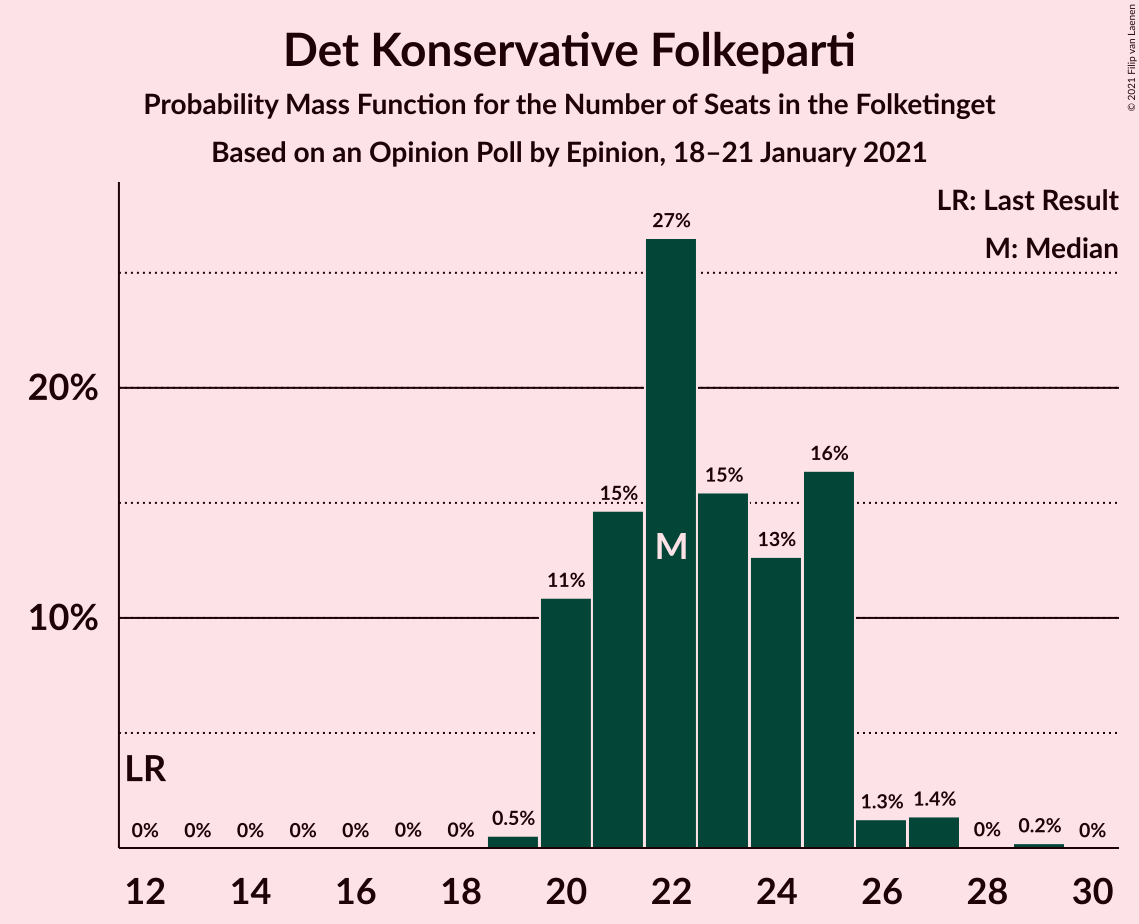 Det Konservative Folkeparti
Probability Mass Function for the Number of Seats in the Folketinget
Based on an Opinion Poll by Epinion, 18–21 January 2021
© 2021 Filip van Laenen
LR: Last Result
M: Median
27%
20%
16%
15%
15%
13%
M
11%
10%
LR
0%
0%
0%
0%
0%
0%
0%
0.5%
1.3%
1.4%
0%
0.2%
0%
12 14 16 18 20 22 24 26 28 30